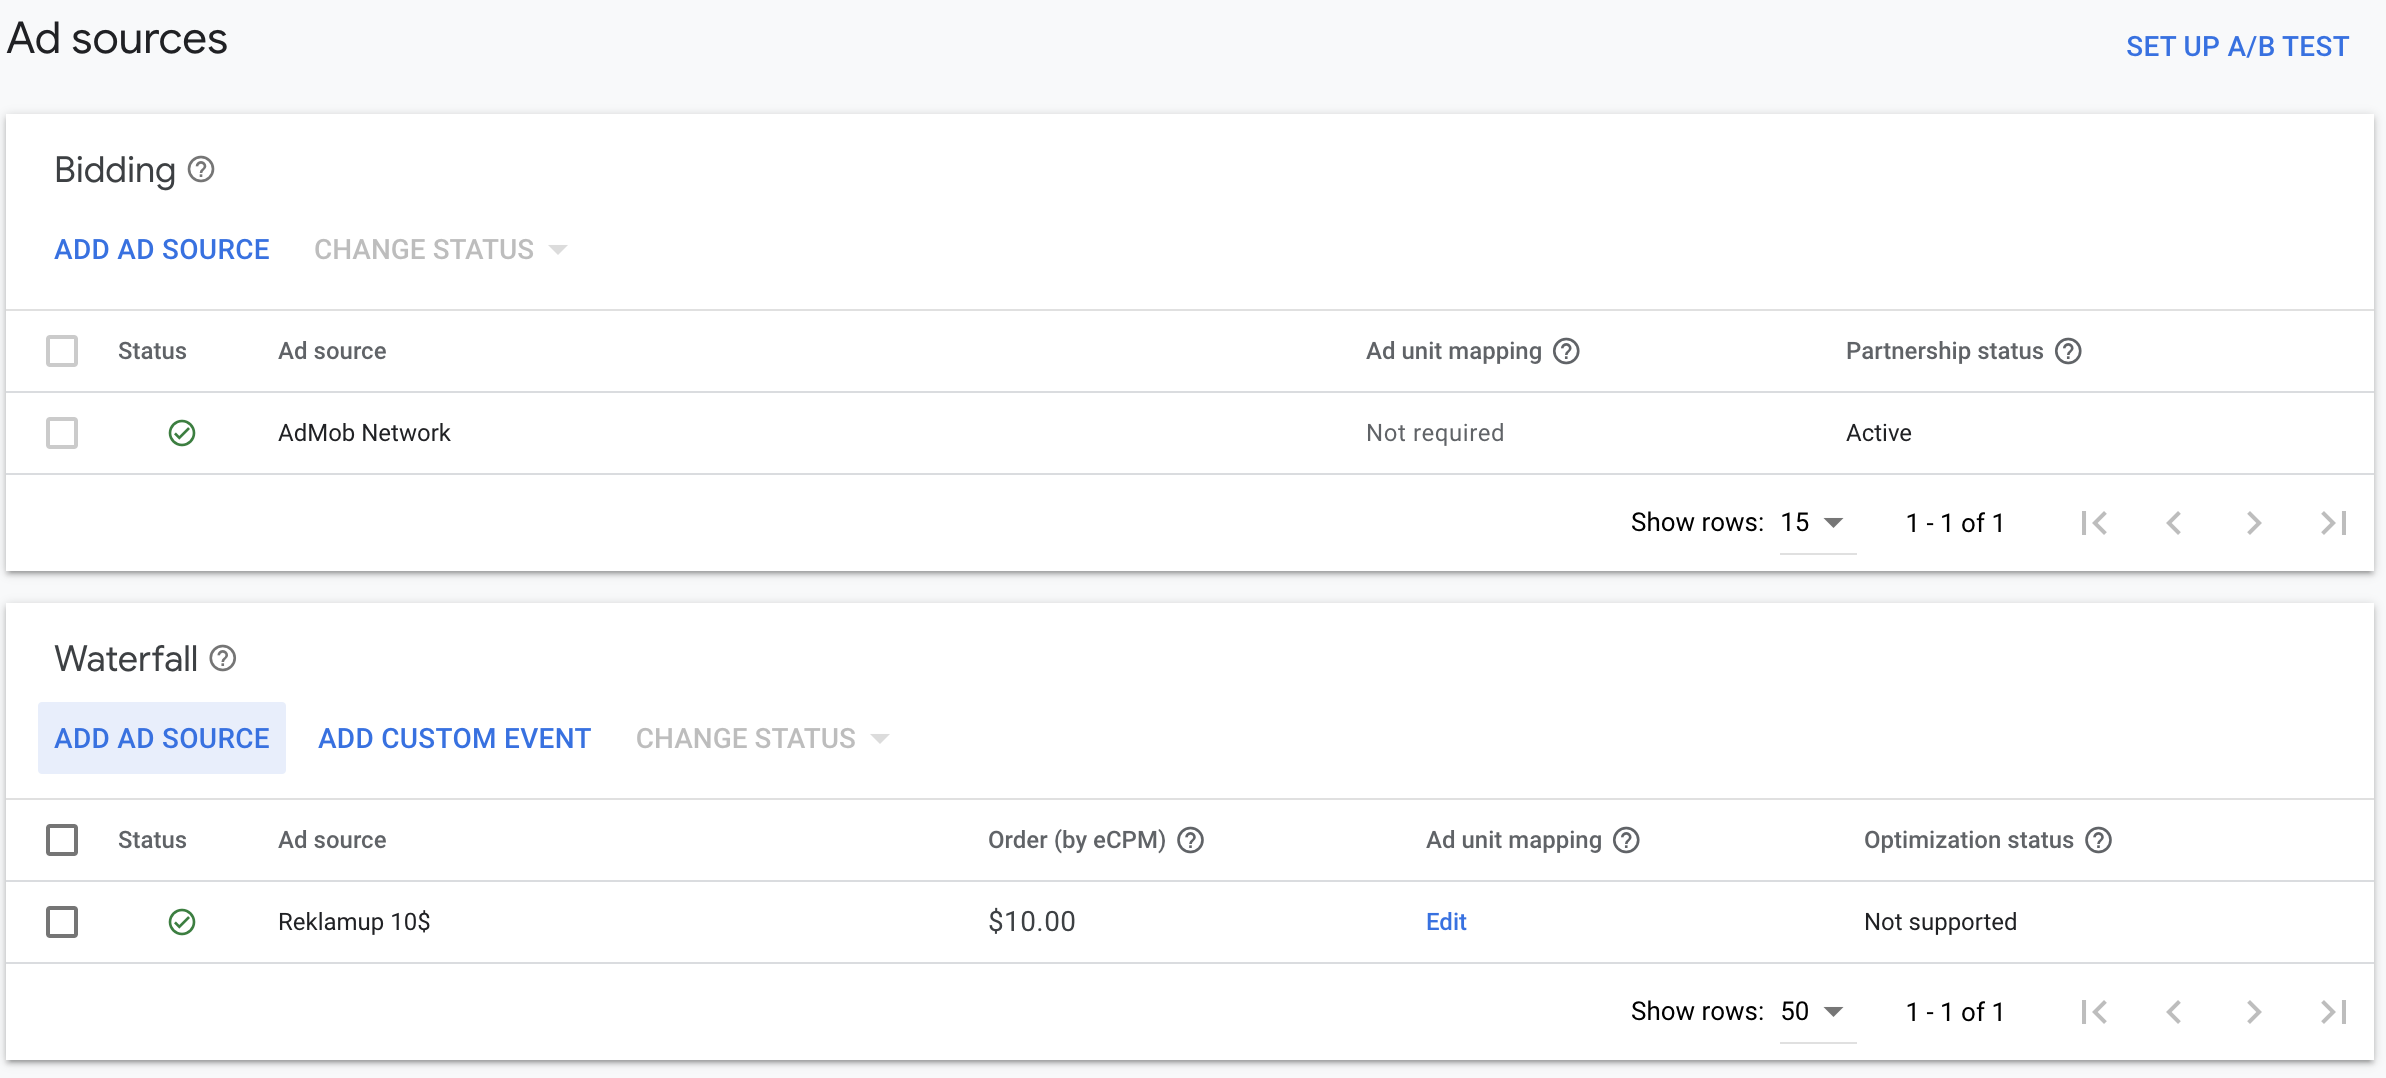 Ad sources
SET UP A/B TEST
Bidding
ADD AD SOURCE CHANGE STATUS
Status Ad source Ad unit mapping Partnership status
AdMob Network Not required Active
Show rows: 15 1 - 1 of 1
Waterfall
ADD AD SOURCE ADD CUSTOM EVENT CHANGE STATUS
Status Ad source Order (by eCPM) Ad unit mapping Optimization status
Reklamup 10$ $10.00 Edit Not supported
Show rows: 50 1 - 1 of 1